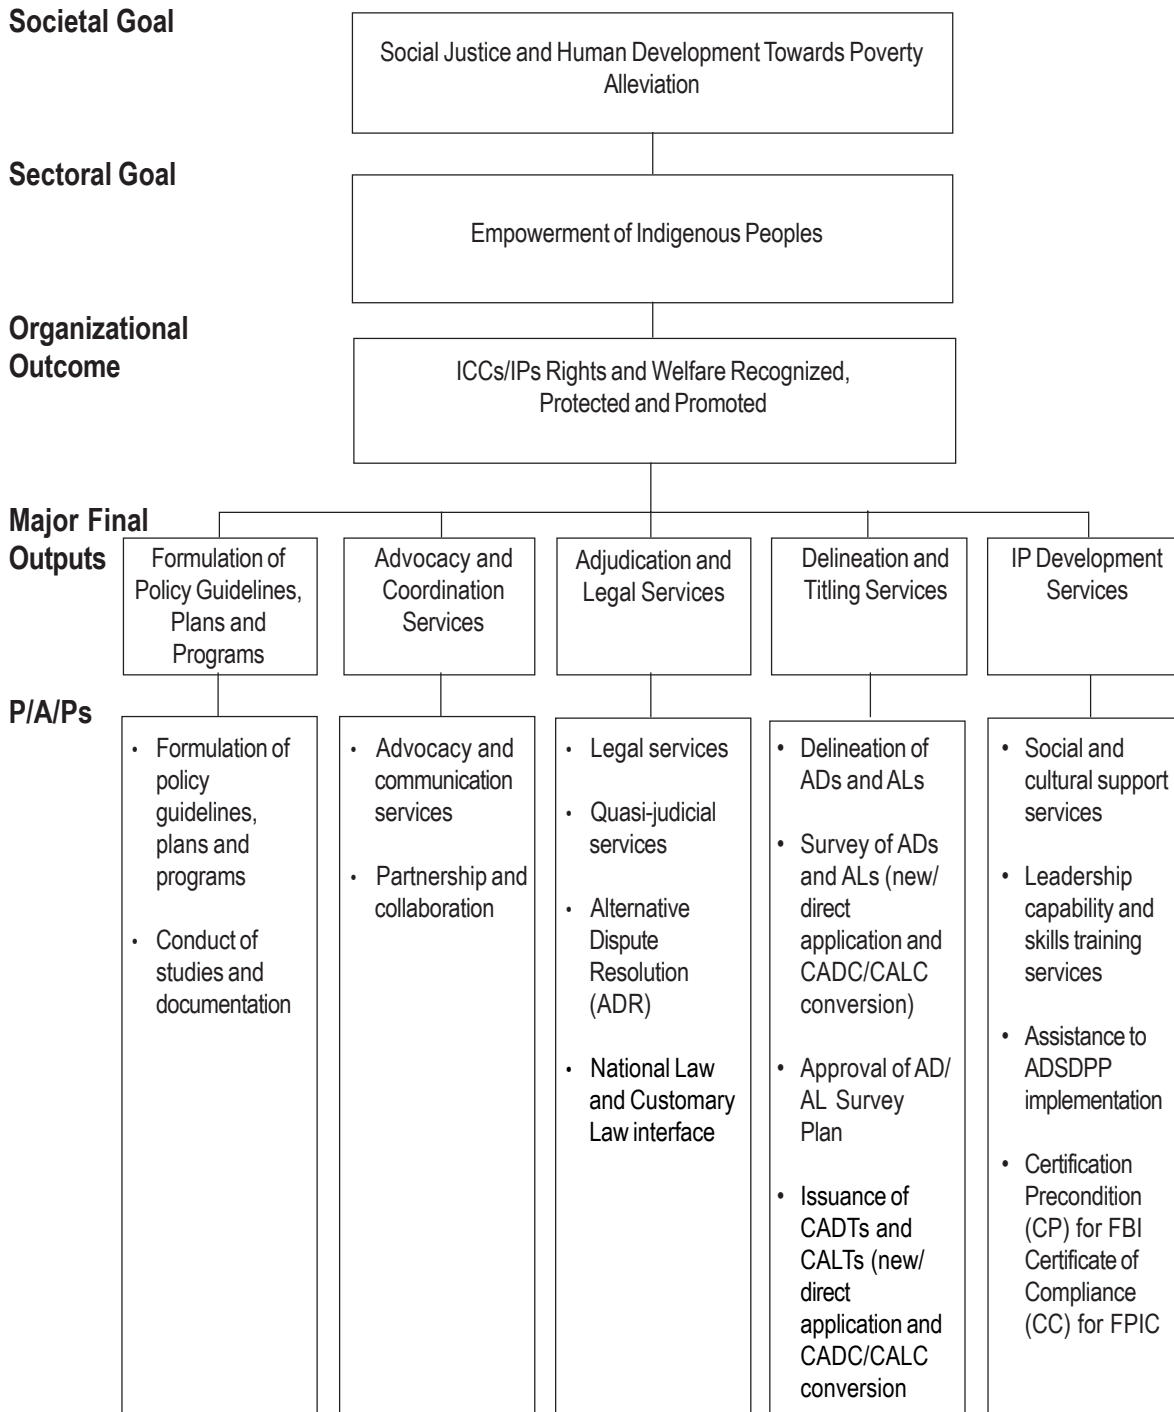 Societal Goal
Social Justice and Human Development Towards Poverty
Alleviation
Sectoral Goal
Empowerment of Indigenous Peoples
Organizational
Outcome
ICCs/IPs Rights and Welfare Recognized,
Protected and Promoted
Major Final
Outputs
Formulation of
Policy Guidelines,
Plans and
Programs
Advocacy and
Coordination
Services
Adjudication and
Legal Services
Delineation and
Titling Services
IP Development
Services
P/A/Ps
• Formulation of
policy
guidelines,
plans and
programs
• Conduct of
studies and
documentation
• Advocacy and
communication
services
• Partnership and
collaboration
• Legal services
• Quasi-judicial
services
• Alternative
Dispute
Resolution
(ADR)
• National Law
and Customary
Law interface
• Delineation of
ADs and ALs
• Survey of ADs
and ALs (new/
direct
application and
CADC/CALC
conversion)
• Approval of AD/
AL Survey
Plan
• Issuance of
CADTs and
CALTs (new/
direct
application and
CADC/CALC
conversion
• Social and
cultural support
services
• Leadership
capability and
skills training
services
• Assistance to
ADSDPP
implementation
• Certification
Precondition
(CP) for FBI
Certificate of
Compliance
(CC) for FPIC